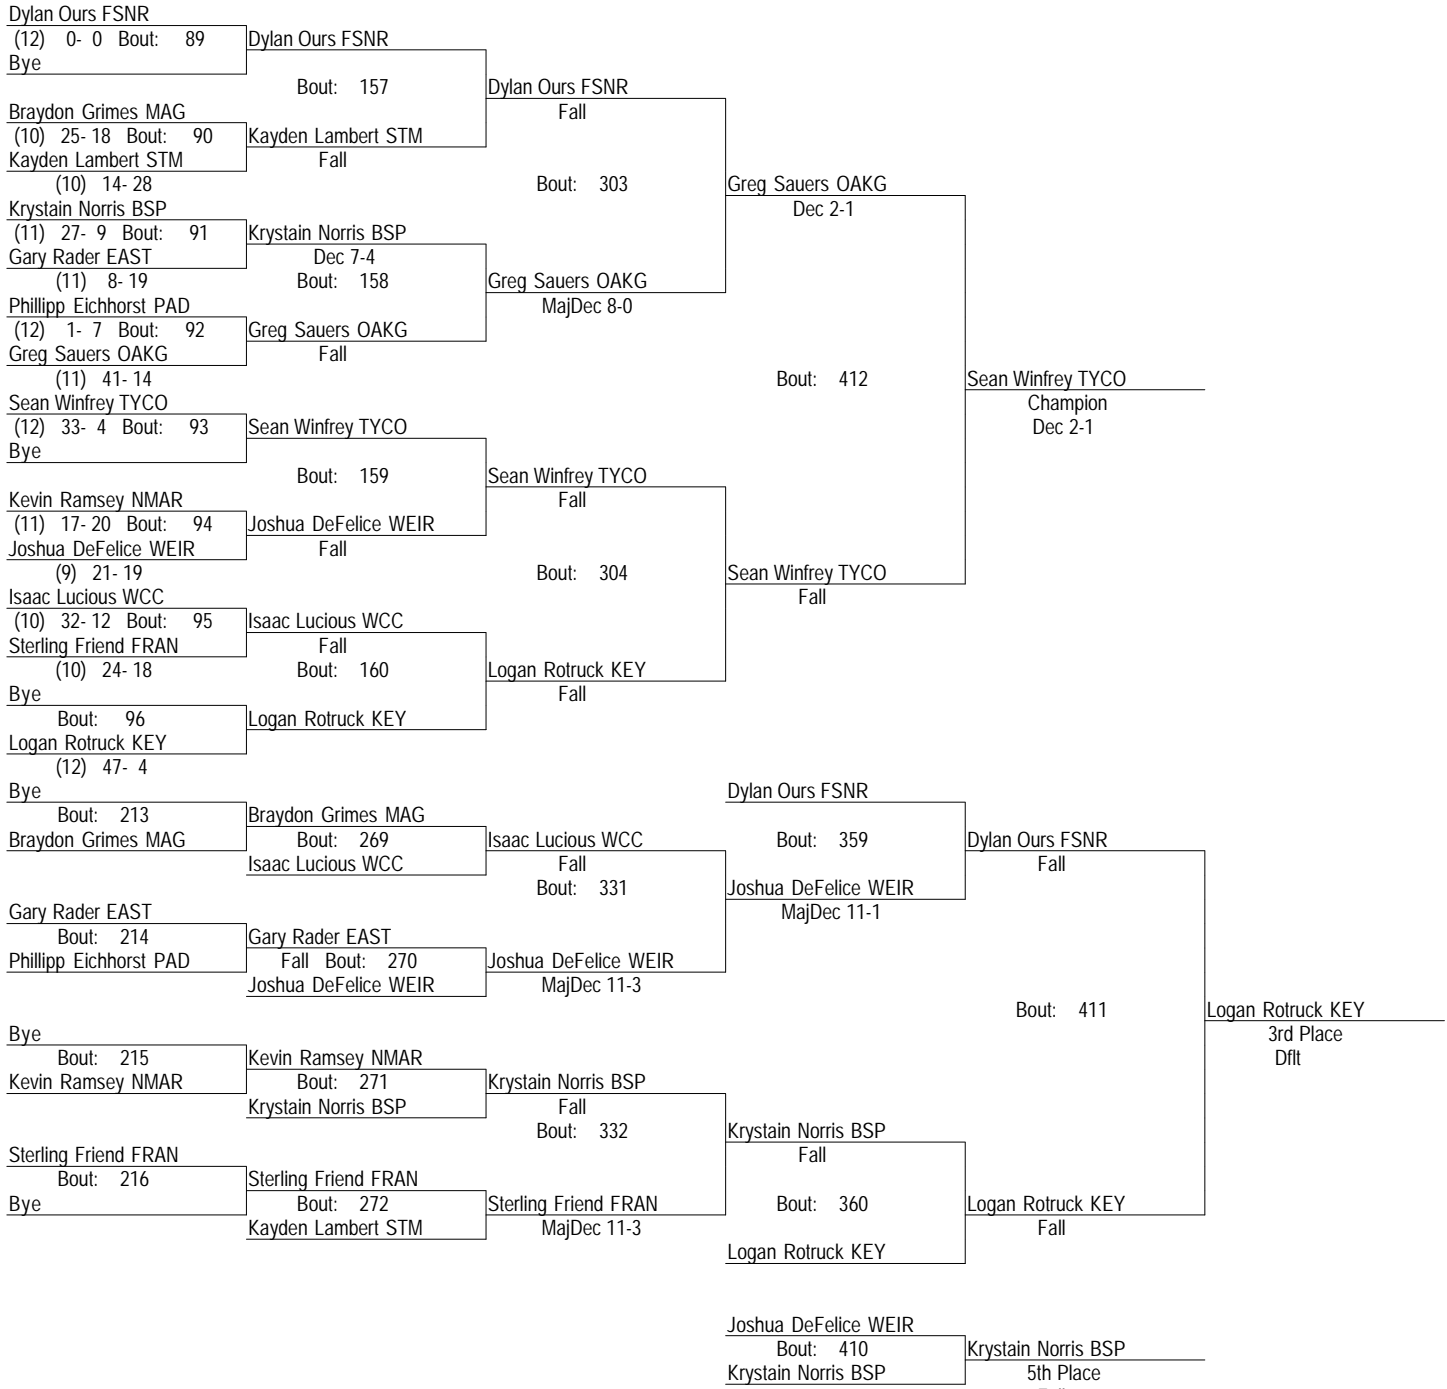 Dylan Ours FSNR
(12) 0- 0 Bout: 89 Dylan Ours FSNR
Bye
Bout: 157 Dylan Ours FSNR
Braydon Grimes MAG Fall
(10) 25- 18 Bout: 90 Kayden Lambert STM
Kayden Lambert STM Fall
(10) 14- 28 Bout: 303 Greg Sauers OAKG
Krystain Norris BSP Dec 2-1
(11) 27- 9 Bout: 91 Krystain Norris BSP
Gary Rader EAST Dec 7-4
(11) 8- 19 Bout: 158 Greg Sauers OAKG
Phillipp Eichhorst PAD MajDec 8-0
(12) 1- 7 Bout: 92 Greg Sauers OAKG
Greg Sauers OAKG Fall
(11) 41- 14 Bout: 412 Sean Winfrey TYCO
Sean Winfrey TYCO Champion
(12) 33- 4 Bout: 93 Sean Winfrey TYCO Dec 2-1
Bye
Bout: 159 Sean Winfrey TYCO
Kevin Ramsey NMAR Fall
(11) 17- 20 Bout: 94 Joshua DeFelice WEIR
Joshua DeFelice WEIR Fall
(9) 21- 19 Bout: 304 Sean Winfrey TYCO
Isaac Lucious WCC Fall
(10) 32- 12 Bout: 95 Isaac Lucious WCC
Sterling Friend FRAN Fall
(10) 24- 18 Bout: 160 Logan Rotruck KEY
Bye Fall
Bout: 96 Logan Rotruck KEY
Logan Rotruck KEY
(12) 47- 4
Bye Dylan Ours FSNR
Bout: 213 Braydon Grimes MAG
Braydon Grimes MAG Bout: 269 Isaac Lucious WCC Bout: 359 Dylan Ours FSNR
Isaac Lucious WCC Fall Fall
Bout: 331 Joshua DeFelice WEIR
Gary Rader EAST MajDec 11-1
Bout: 214 Gary Rader EAST
Phillipp Eichhorst PAD Fall Bout: 270 Joshua DeFelice WEIR
Joshua DeFelice WEIR MajDec 11-3
Bout: 411 Logan Rotruck KEY
Bye 3rd Place
Bout: 215 Kevin Ramsey NMAR Dflt
Kevin Ramsey NMAR Bout: 271 Krystain Norris BSP
Krystain Norris BSP Fall
Bout: 332 Krystain Norris BSP
Sterling Friend FRAN Fall
Bout: 216 Sterling Friend FRAN
Bye Bout: 272 Sterling Friend FRAN Bout: 360 Logan Rotruck KEY
Kayden Lambert STM MajDec 11-3 Fall
Logan Rotruck KEY
Joshua DeFelice WEIR
Bout: 410 Krystain Norris BSP
Krystain Norris BSP 5th Place